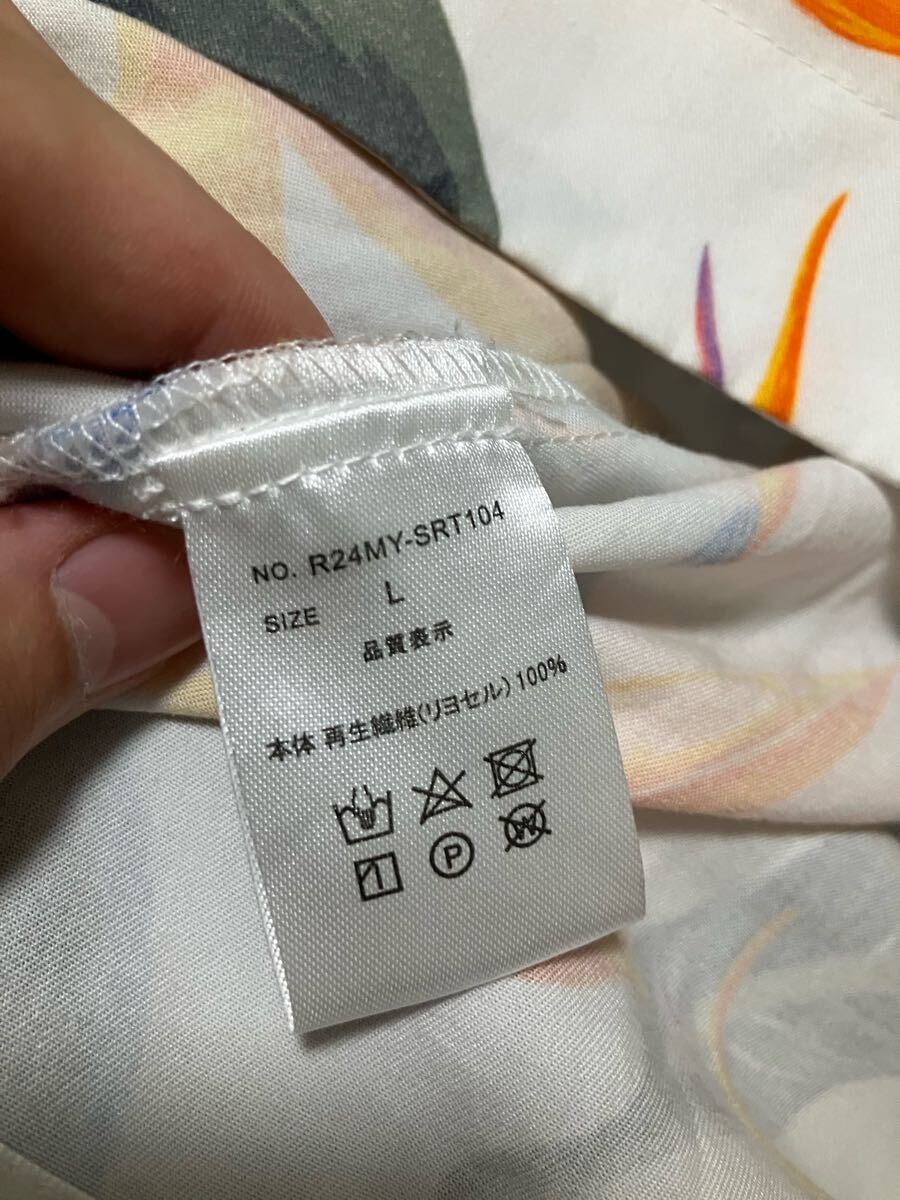 NO. R24MY-SRT104
SIZE L
品質表示
本体 再生繊維(リヨセル)100%
P
W